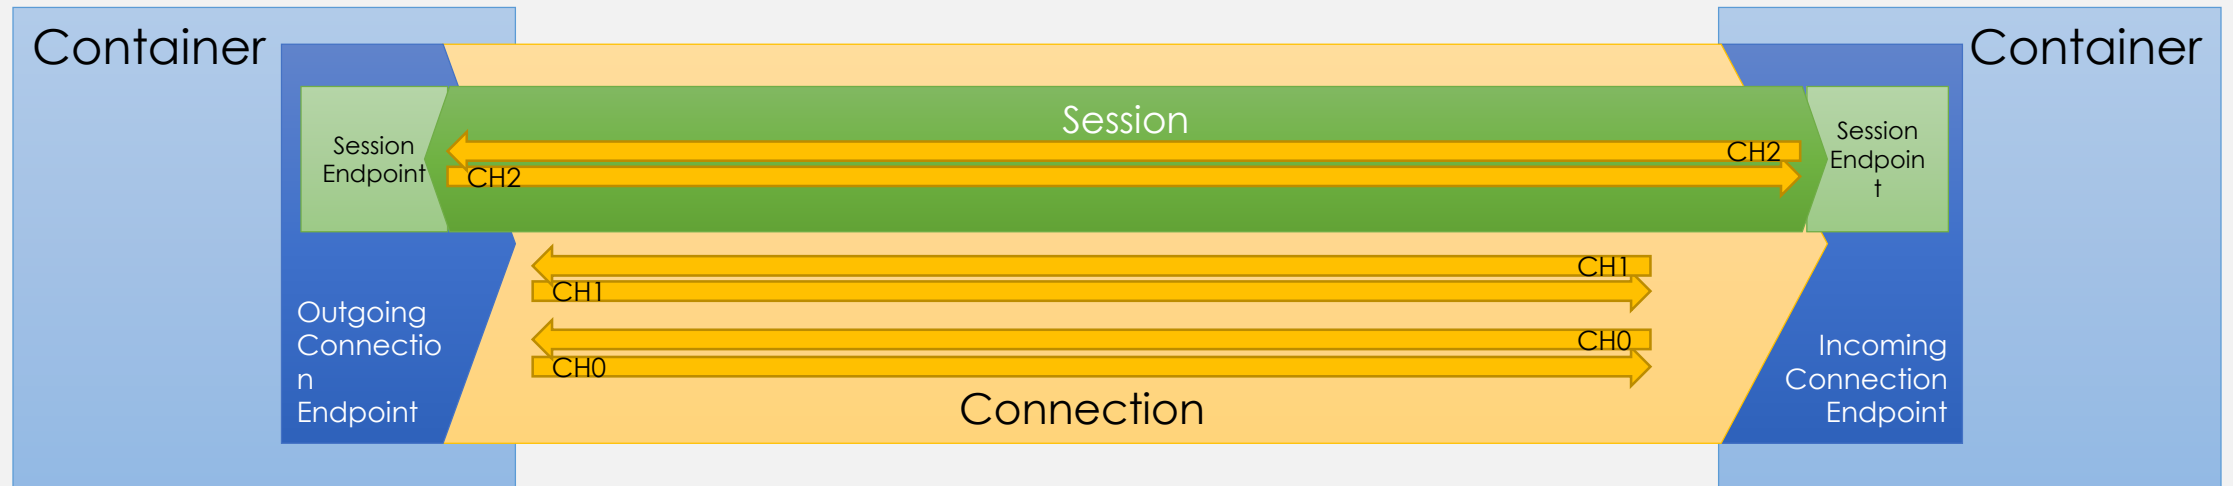 Container
Container
Session
Session
Endpoint
CH2
CH2
Session
Endpoin
t
CH1
CH1
CH0
CH0
Outgoing
Connectio
n
Endpoint
Connection
Incoming
Connection
Endpoint